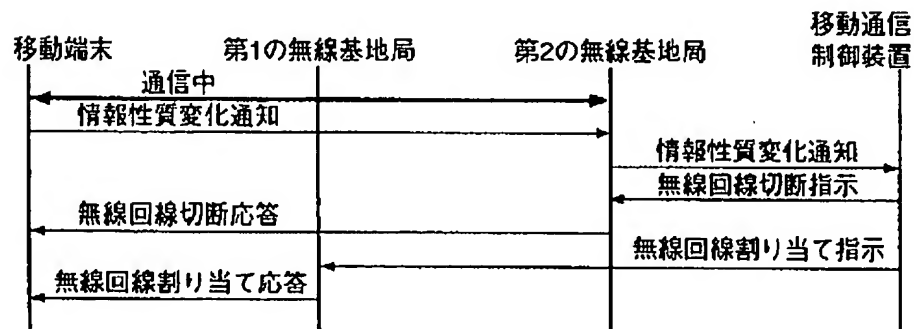 移動端末
第1の無線基地局
第2の無線基地局
移動通信
制御装置
通信中
情報性質変化通知
情報性質変化通知
無線回線切断指示
無線回線切断応答
無線回線割り当て指示
無線回線割り当て応答